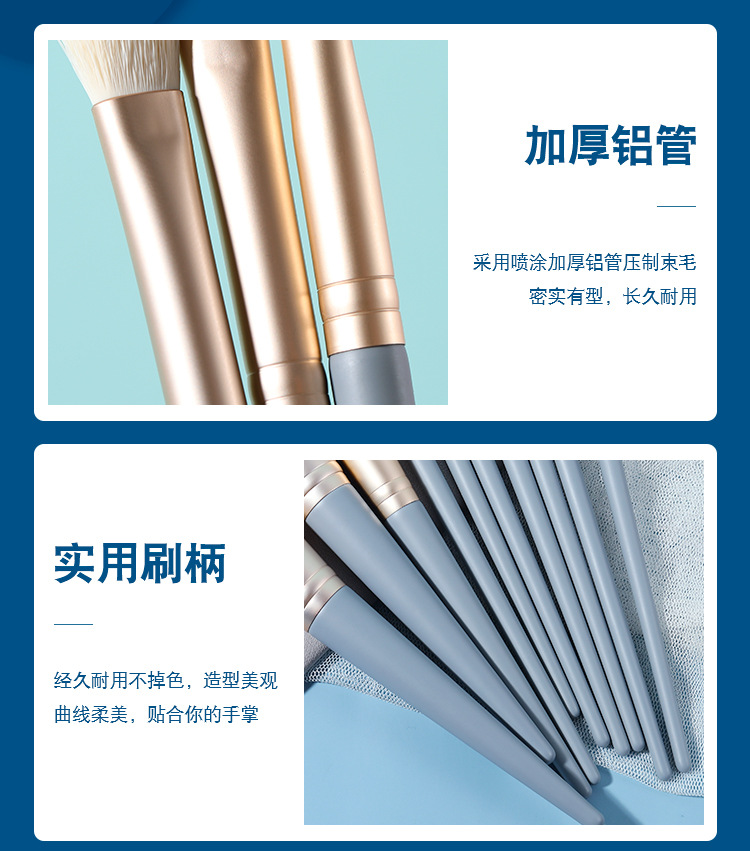 加厚铝管
采用喷涂加厚铝管压制束毛
密实有型，长久耐用
实用刷柄
经久耐用不掉色，造型美观
曲线柔美，贴合你的手掌